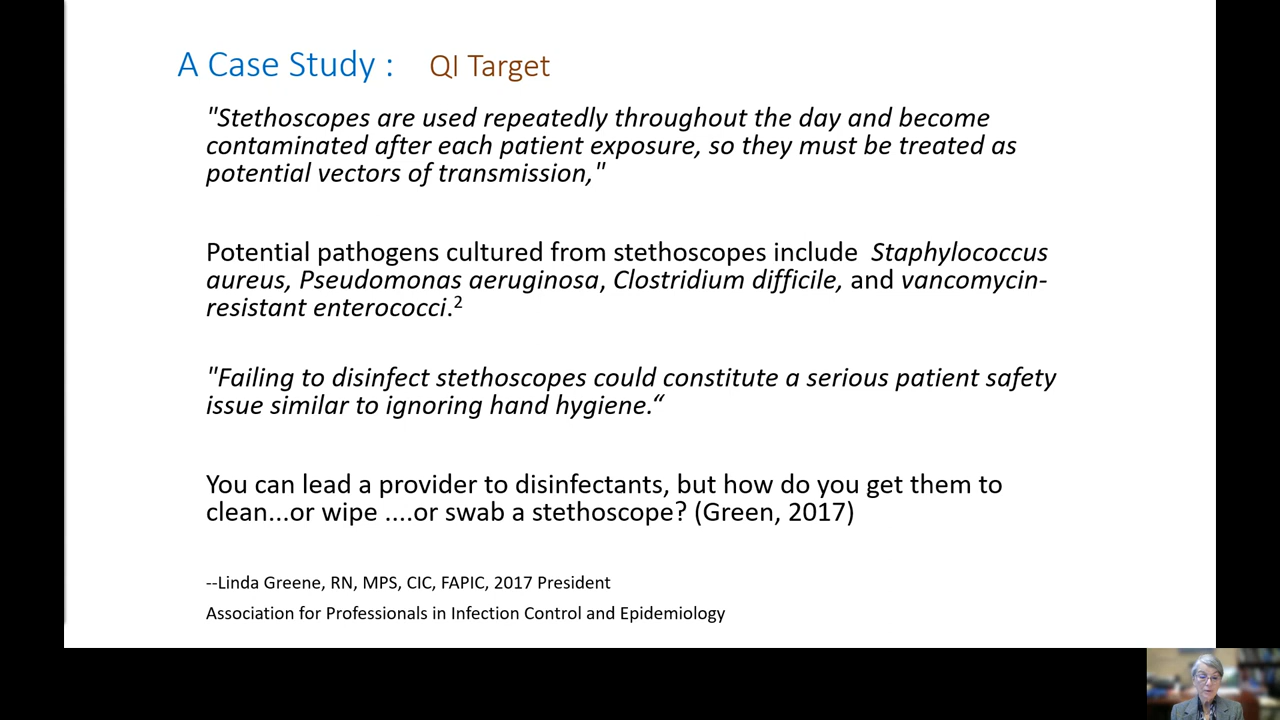 A Case Study : QI Target
"Stethoscopes are used repeatedly throughout the day and become
contaminated after each patient exposure, so they must be treated as
potential vectors of transmission,"
Potential pathogens cultured from stethoscopes include Staphylococcus
aureus, Pseudomonas aeruginosa, Clostridium difficile, and vancomycin-
resistant enterococci.2
"Failing to disinfect stethoscopes could constitute a serious patient safety
issue similar to ignoring hand hygiene.“
You can lead a provider to disinfectants, but how do you get them to
clean...or wipe ....or swab a stethoscope? (Green, 2017)
--Linda Greene, RN, MPS, CIC, FAPIC, 2017 President
Association for Professionals in Infection Control and Epidemiology